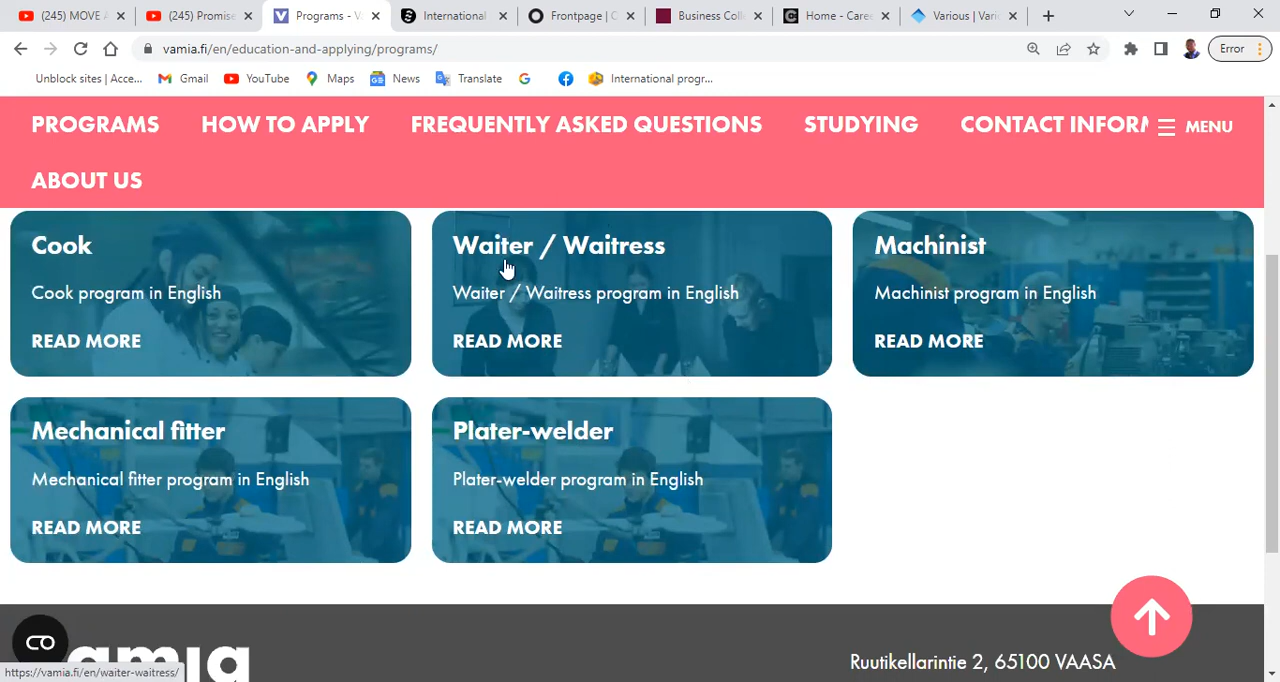 (245) MOVE
(245) Promise
Programs - V
International
Frontpage | C
Business Coll
Home - Caree
Various | Vari
vamia.fi/en/education-and-applying/programs/
Error
Unblock sites | Acce...
Gmail
YouTube
Maps
News
Translate
International progr...
PROGRAMS
HOW TO APPLY
FREQUENTLY ASKED QUESTIONS
STUDYING
CONTACT INFORM
MENU
ABOUT US
Cook
Cook program in English
READ MORE
Waiter / Waitress
Waiter / Waitress program in English
READ MORE
Machinist
Machinist program in English
READ MORE
Mechanical fitter
Mechanical fitter program in English
READ MORE
Plater-welder
Plater-welder program in English
READ MORE
vamia
Ruutikellarintie 2, 65100 VAASA
https://vamia.fi/en/waiter-waitress/